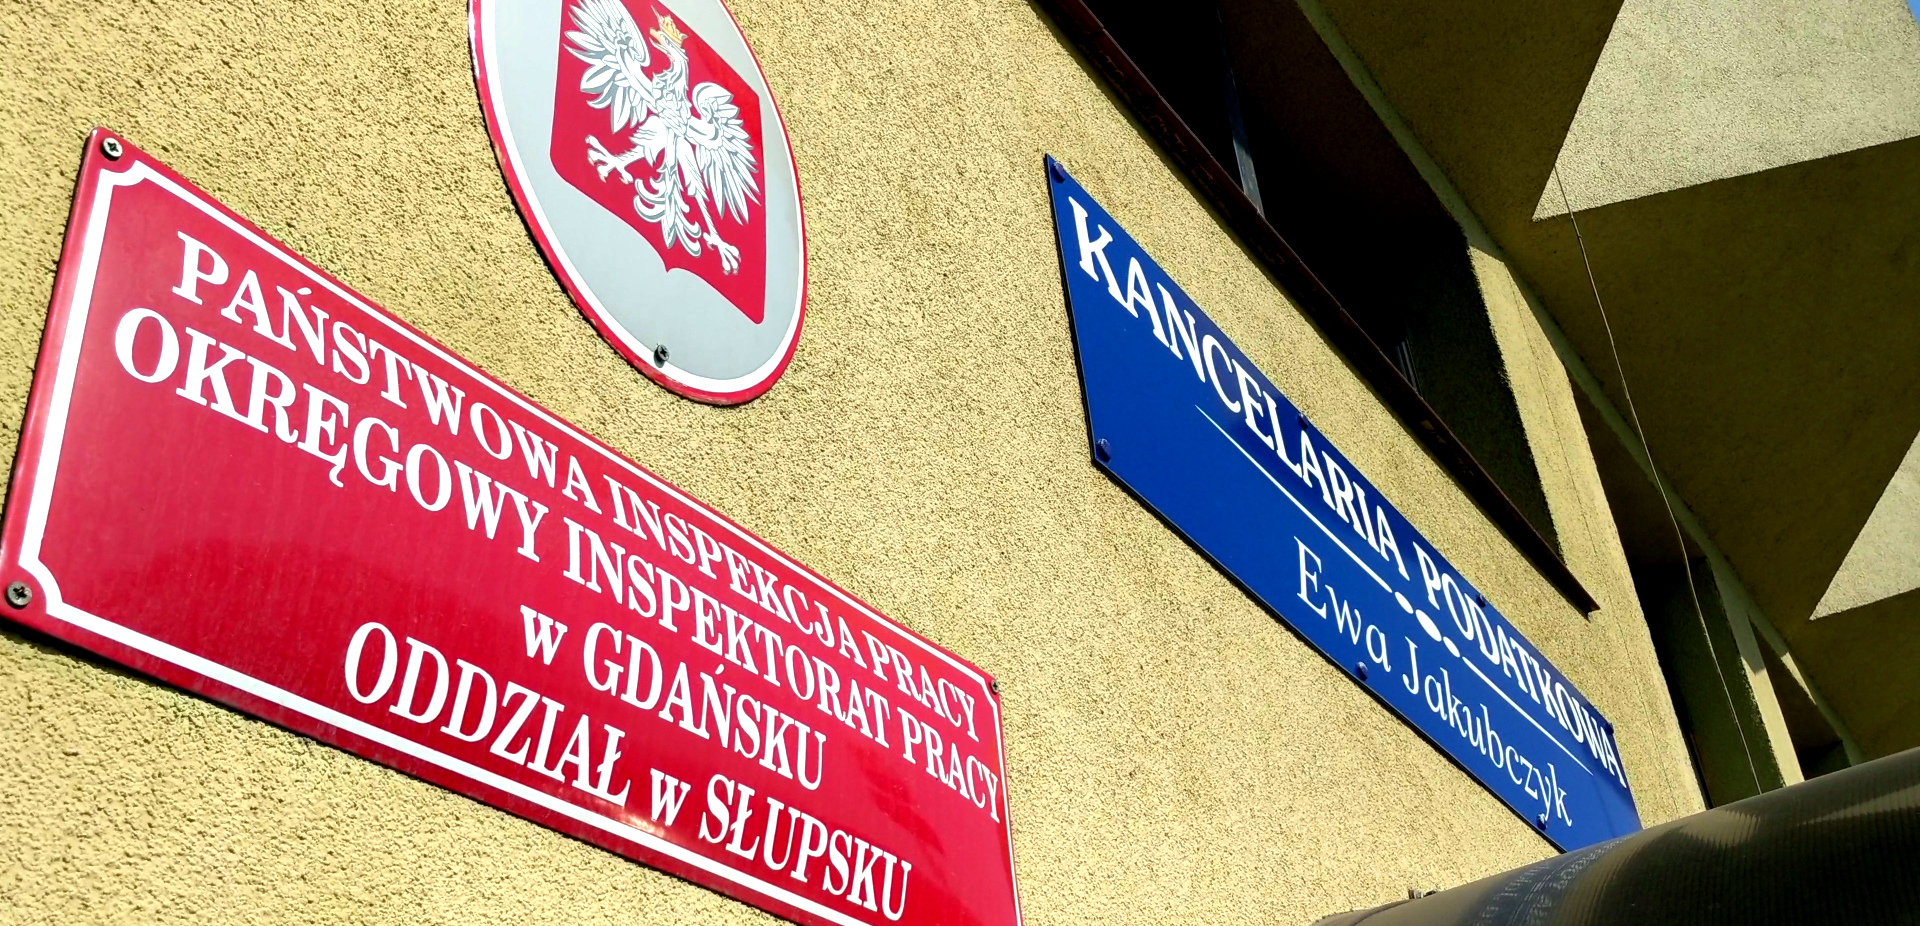 PAŃSTWOWA INSPEKCJA PRACY
OKRĘGOWY INSPEKTORAT PRACY
w GDAŃSKU
ODDZIAŁ w SŁUPSKU
KANCELARIA PODATKOWA
Ewa Jakubczyk